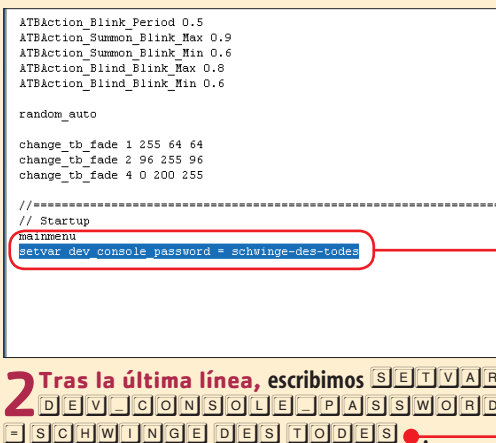 ATBAction_Blink_Period 0.5
ATBAction_Summon_Blink_Max 0.9
ATBAction_Summon_Blink_Min 0.6
ATBAction_Blind_Blink_Max 0.8
ATBAction_Blind_Blink_Min 0.6
random_auto
change_tb_fade 1 255 64 64
change_tb_fade 2 96 255 96
change_tb_fade 4 0 200 255
//==================================================================
// Startup
mainmenu
setvar dev_console_password = schwinge-des-todes
2 Tras la última línea, escribimos SETVAR
DEV_CONSOLE_PASSWORD
= SCHWINGE DES TODES